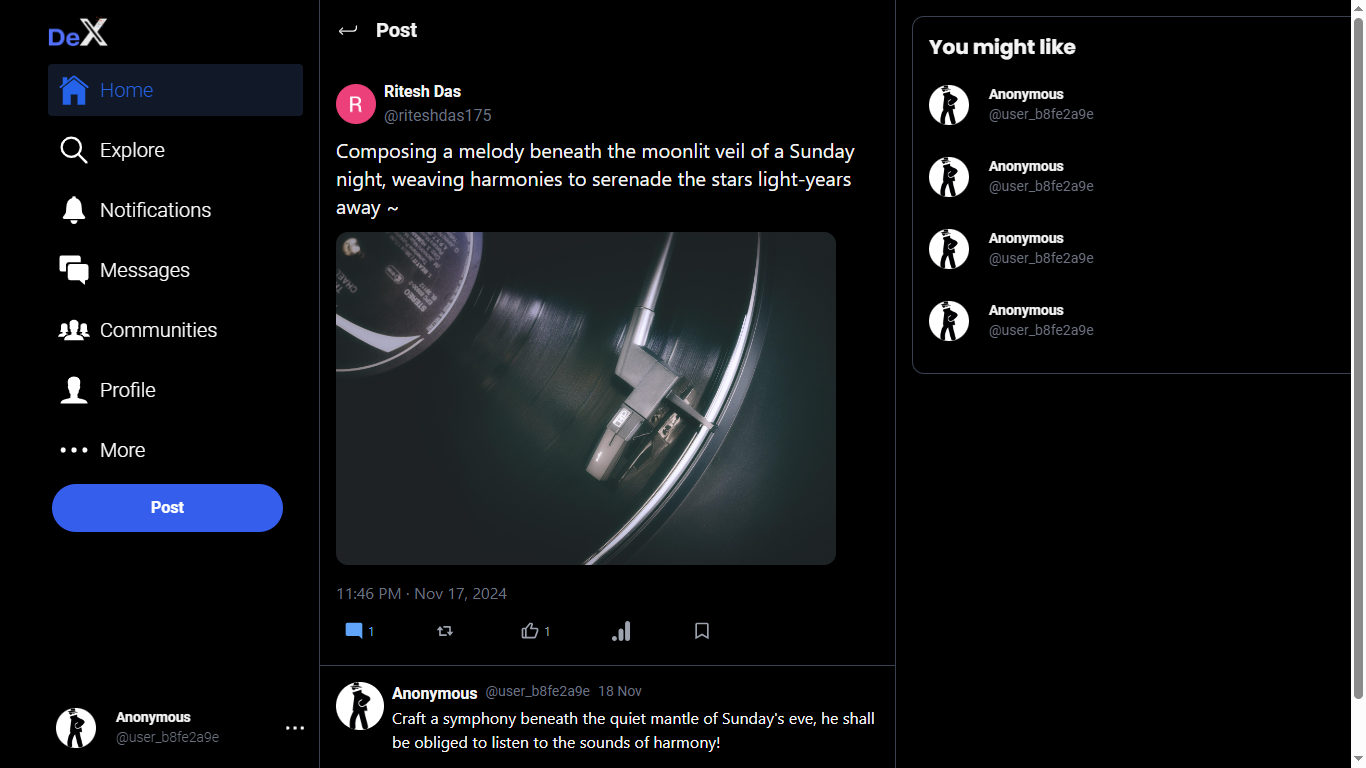 DeX
Home
Explore
Notifications
Messages
Communities
Profile
More
Post
Anonymous
@user_b8fe2a9e
Post
R
Ritesh Das
@riteshdas175
Composing a melody beneath the moonlit veil of a Sunday
night, weaving harmonies to serenade the stars light-years
away ~
STEREO
11:46 PM · Nov 17, 2024
1
1
Anonymous @user_b8fe2a9e 18 Nov
Craft a symphony beneath the quiet mantle of Sunday's eve, he shall
be obliged to listen to the sounds of harmony!
You might like
Anonymous
@user_b8fe2a9e
Anonymous
@user_b8fe2a9e
Anonymous
@user_b8fe2a9e
Anonymous
@user_b8fe2a9e